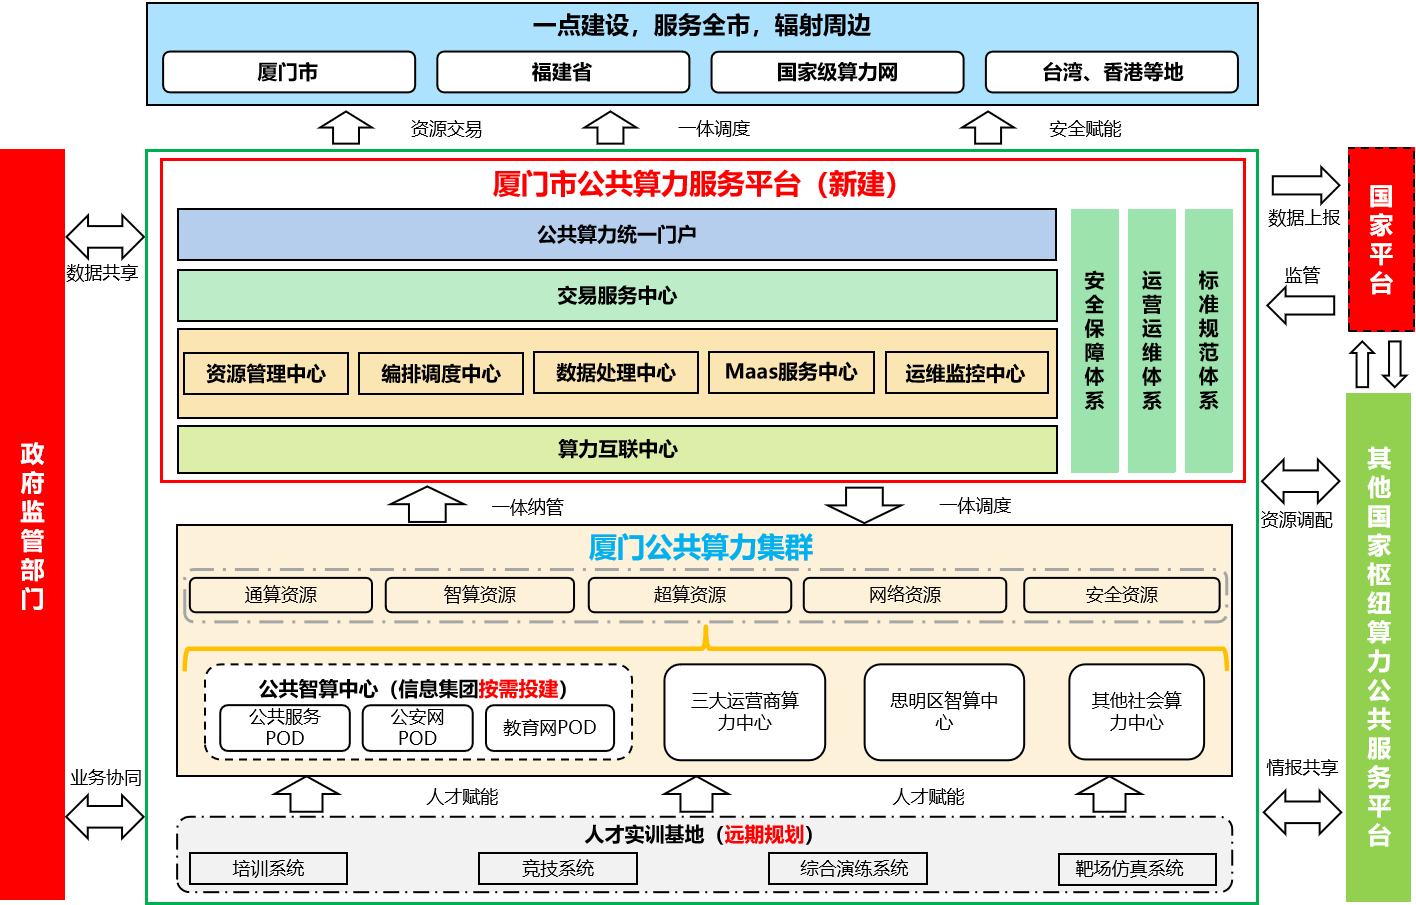 一点建设，服务全市，辐射周边
厦门市
福建省
国家级算力网
台湾、香港等地
资源交易
一体调度
安全赋能
政府监管部门
数据共享
业务协同
厦门市公共算力服务平台（新建）
公共算力统一门户
交易服务中心
资源管理中心
编排调度中心
数据处理中心
Maas服务中心
运维监控中心
算力互联中心
安全保障体系
运营运维体系
标准规范体系
一体纳管
一体调度
厦门公共算力集群
通算资源
智算资源
超算资源
网络资源
安全资源
公共智算中心（信息集团按需投建）
公共服务
POD
公安网
POD
教育网POD
三大运营商算
力中心
思明区智算中
心
其他社会算
力中心
人才赋能
人才赋能
人才实训基地（远期规划）
培训系统
竞技系统
综合演练系统
靶场仿真系统
数据上报
监管
国家平台
资源调配
情报共享
其他国家枢纽算力公共服务平台